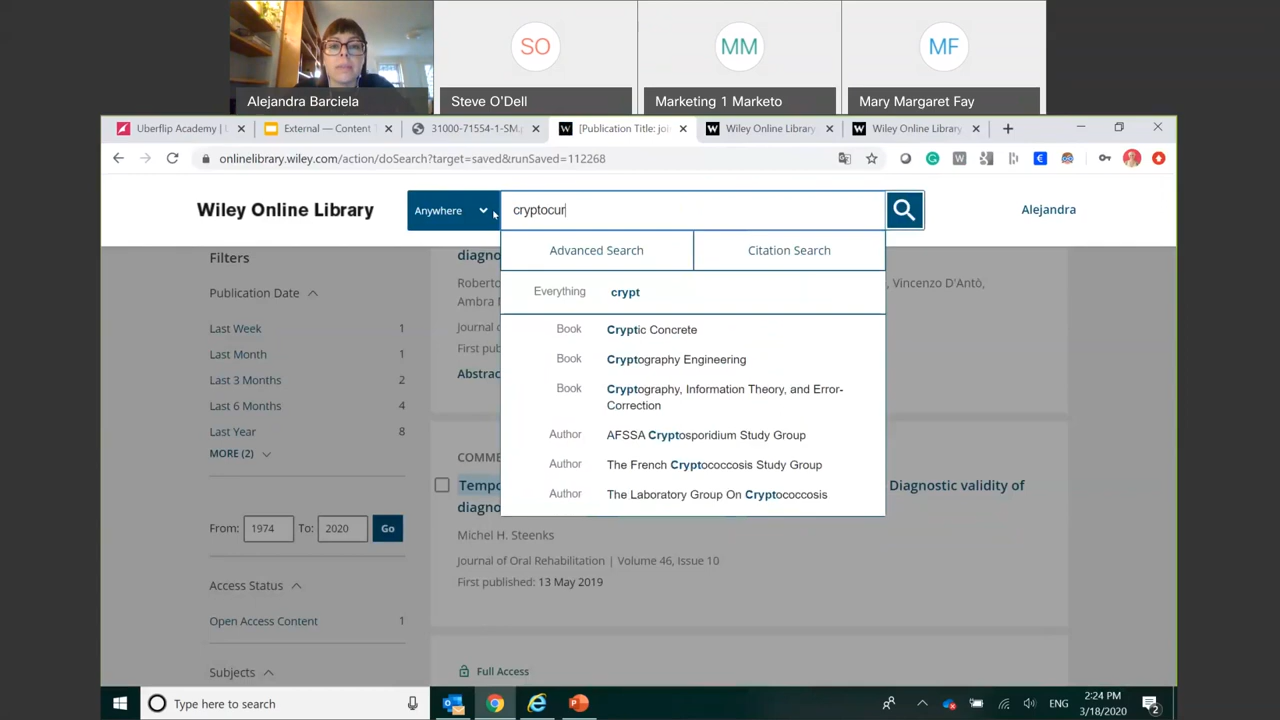 SO
MM
MF
Alejandra Barciela
Steve O'Dell
Marketing 1 Marketo
Mary Margaret Fay
Uberflip Academy |
External — Content
31000-71554-1-SM.
[Publication Title: joi
Wiley Online Library
Wiley Online Library
onlinelibrary.wiley.com/action/doSearch?target=saved&runSaved=112268
Wiley Online Library
Anywhere
cryptocur
Alejandra
Advanced Search
Citation Search
Everything crypt
Book Cryptic Concrete
Book Cryptography Engineering
Book Cryptography, Information Theory, and Error-
Correction
Author AFSSA Cryptosporidium Study Group
Author The French Cryptococcosis Study Group
Author The Laboratory Group On Cryptococcosis
Filters
Publication Date
Last Week 1
Last Month 1
Last 3 Months 2
Last 6 Months 4
Last Year 8
MORE (2)
From: 1974 To: 2020 Go
Access Status
Open Access Content 1
Subjects
diagno
Roberto
, Vincenzo D'Antò,
Ambra
Journal
First pub
Abstrac
COMME
Tempo
Diagnostic validity of
diagno
Michel H. Steenks
Journal of Oral Rehabilitation | Volume 46, Issue 10
First published: 13 May 2019
Full Access
Type here to search
ENG
2:24 PM
3/18/2020
2